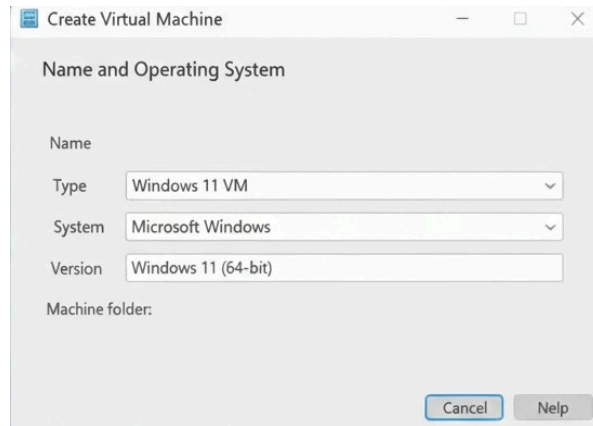 Create Virtual Machine
Name and Operating System
Name
Type Windows 11 VM
System Microsoft Windows
Version Windows 11 (64-bit)
Machine folder:
Cancel Nelp